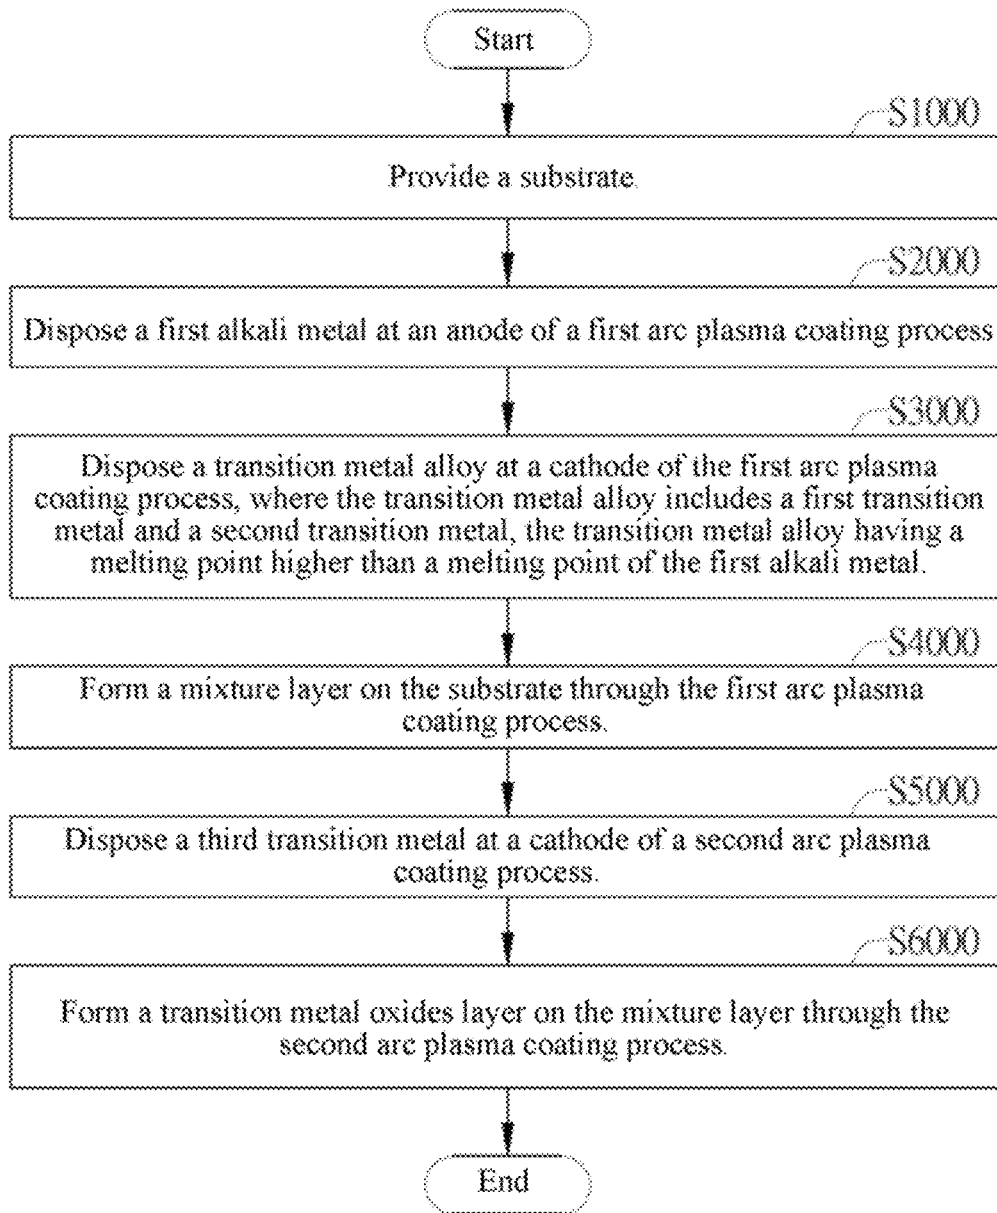 Start
S1000
Provide a substrate.
S2000
Dispose a first alkali metal at an anode of a first arc plasma coating process
S3000
Dispose a transition metal alloy at a cathode of the first arc plasma
coating process, where the transition metal alloy includes a first transition
metal and a second transition metal, the transition metal alloy having a
melting point higher than a melting point of the first alkali metal.
S4000
Form a mixture layer on the substrate through the first arc plasma
coating process.
S5000
Dispose a third transition metal at a cathode of a second arc plasma
coating process.
S6000
Form a transition metal oxides layer on the mixture layer through the
second arc plasma coating process.
End